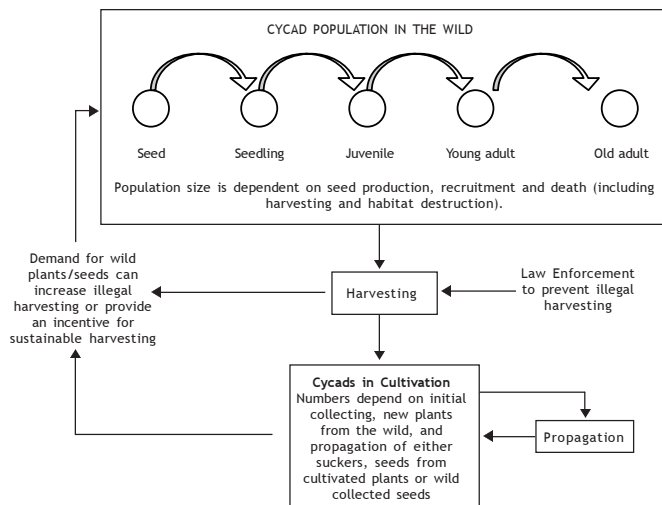 CYCAD POPULATION IN THE WILD
Seed
Seedling
Juvenile
Young adult
Old adult
Population size is dependent on seed production, recruitment and death (including
harvesting and habitat destruction).
Demand for wild
plants/seeds can
increase illegal
harvesting or provide
an incentive for
sustainable harvesting
Harvesting
Law Enforcement
to prevent illegal
harvesting
Cycads in Cultivation
Numbers depend on initial
collecting, new plants
from the wild, and
propagation of either
suckers, seeds from
cultivated plants or wild
collected seeds
Propagation